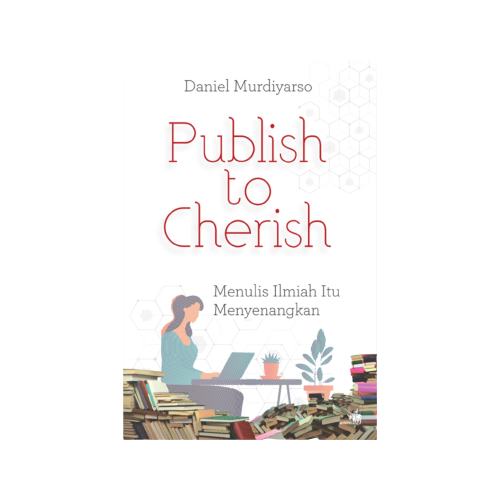 Daniel Murdiyarso
Publish
to
Cherish
Menulis Ilmiah Itu
Menyenangkan